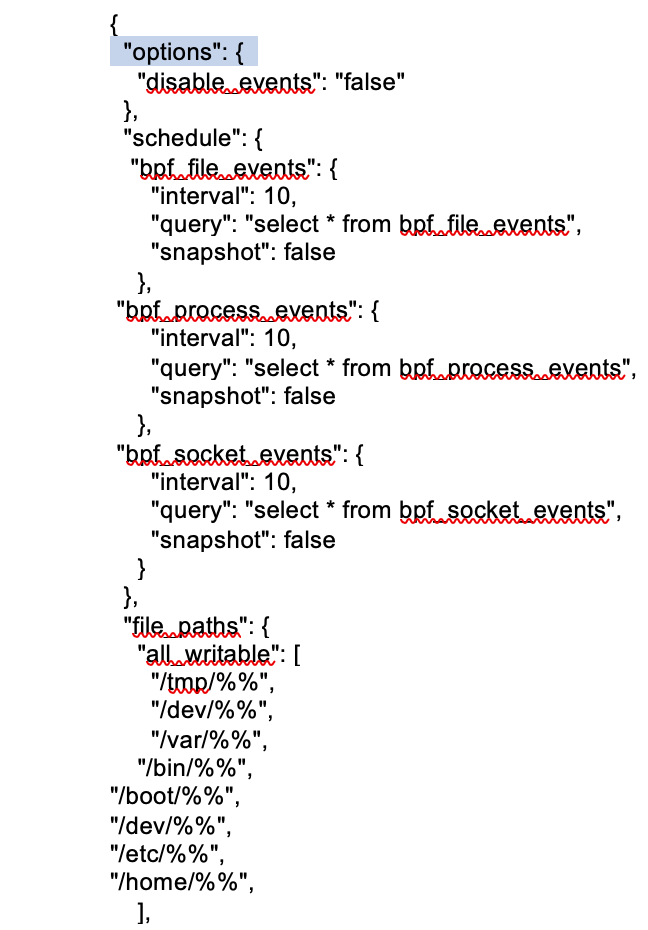 {
"options": {
"disable_events": "false"
},
"schedule": {
"bpf_file_events": {
"interval": 10,
"query": "select * from bpf_file_events",
"snapshot": false
},
"bpf_process_events": {
"interval": 10,
"query": "select * from bpf_process_events",
"snapshot": false
},
"bpf_socket_events": {
"interval": 10,
"query": "select * from bpf_socket_events",
"snapshot": false
}
},
"file_paths": {
"all_writable": [
"/tmp/%%",
"/dev/%%",
"/var/%%",
"/bin/%%",
"/boot/%%",
"/dev/%%",
"/etc/%%",
"/home/%%",
],